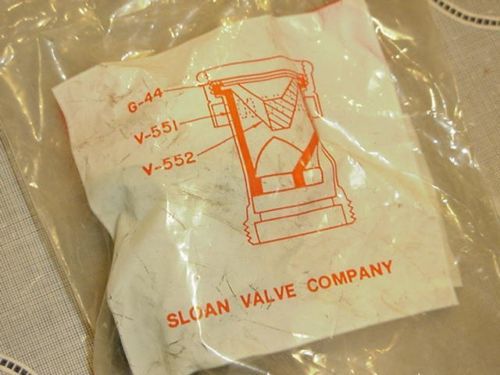 G-44
V-551
V-552
SLOAN VALVE COMPANY